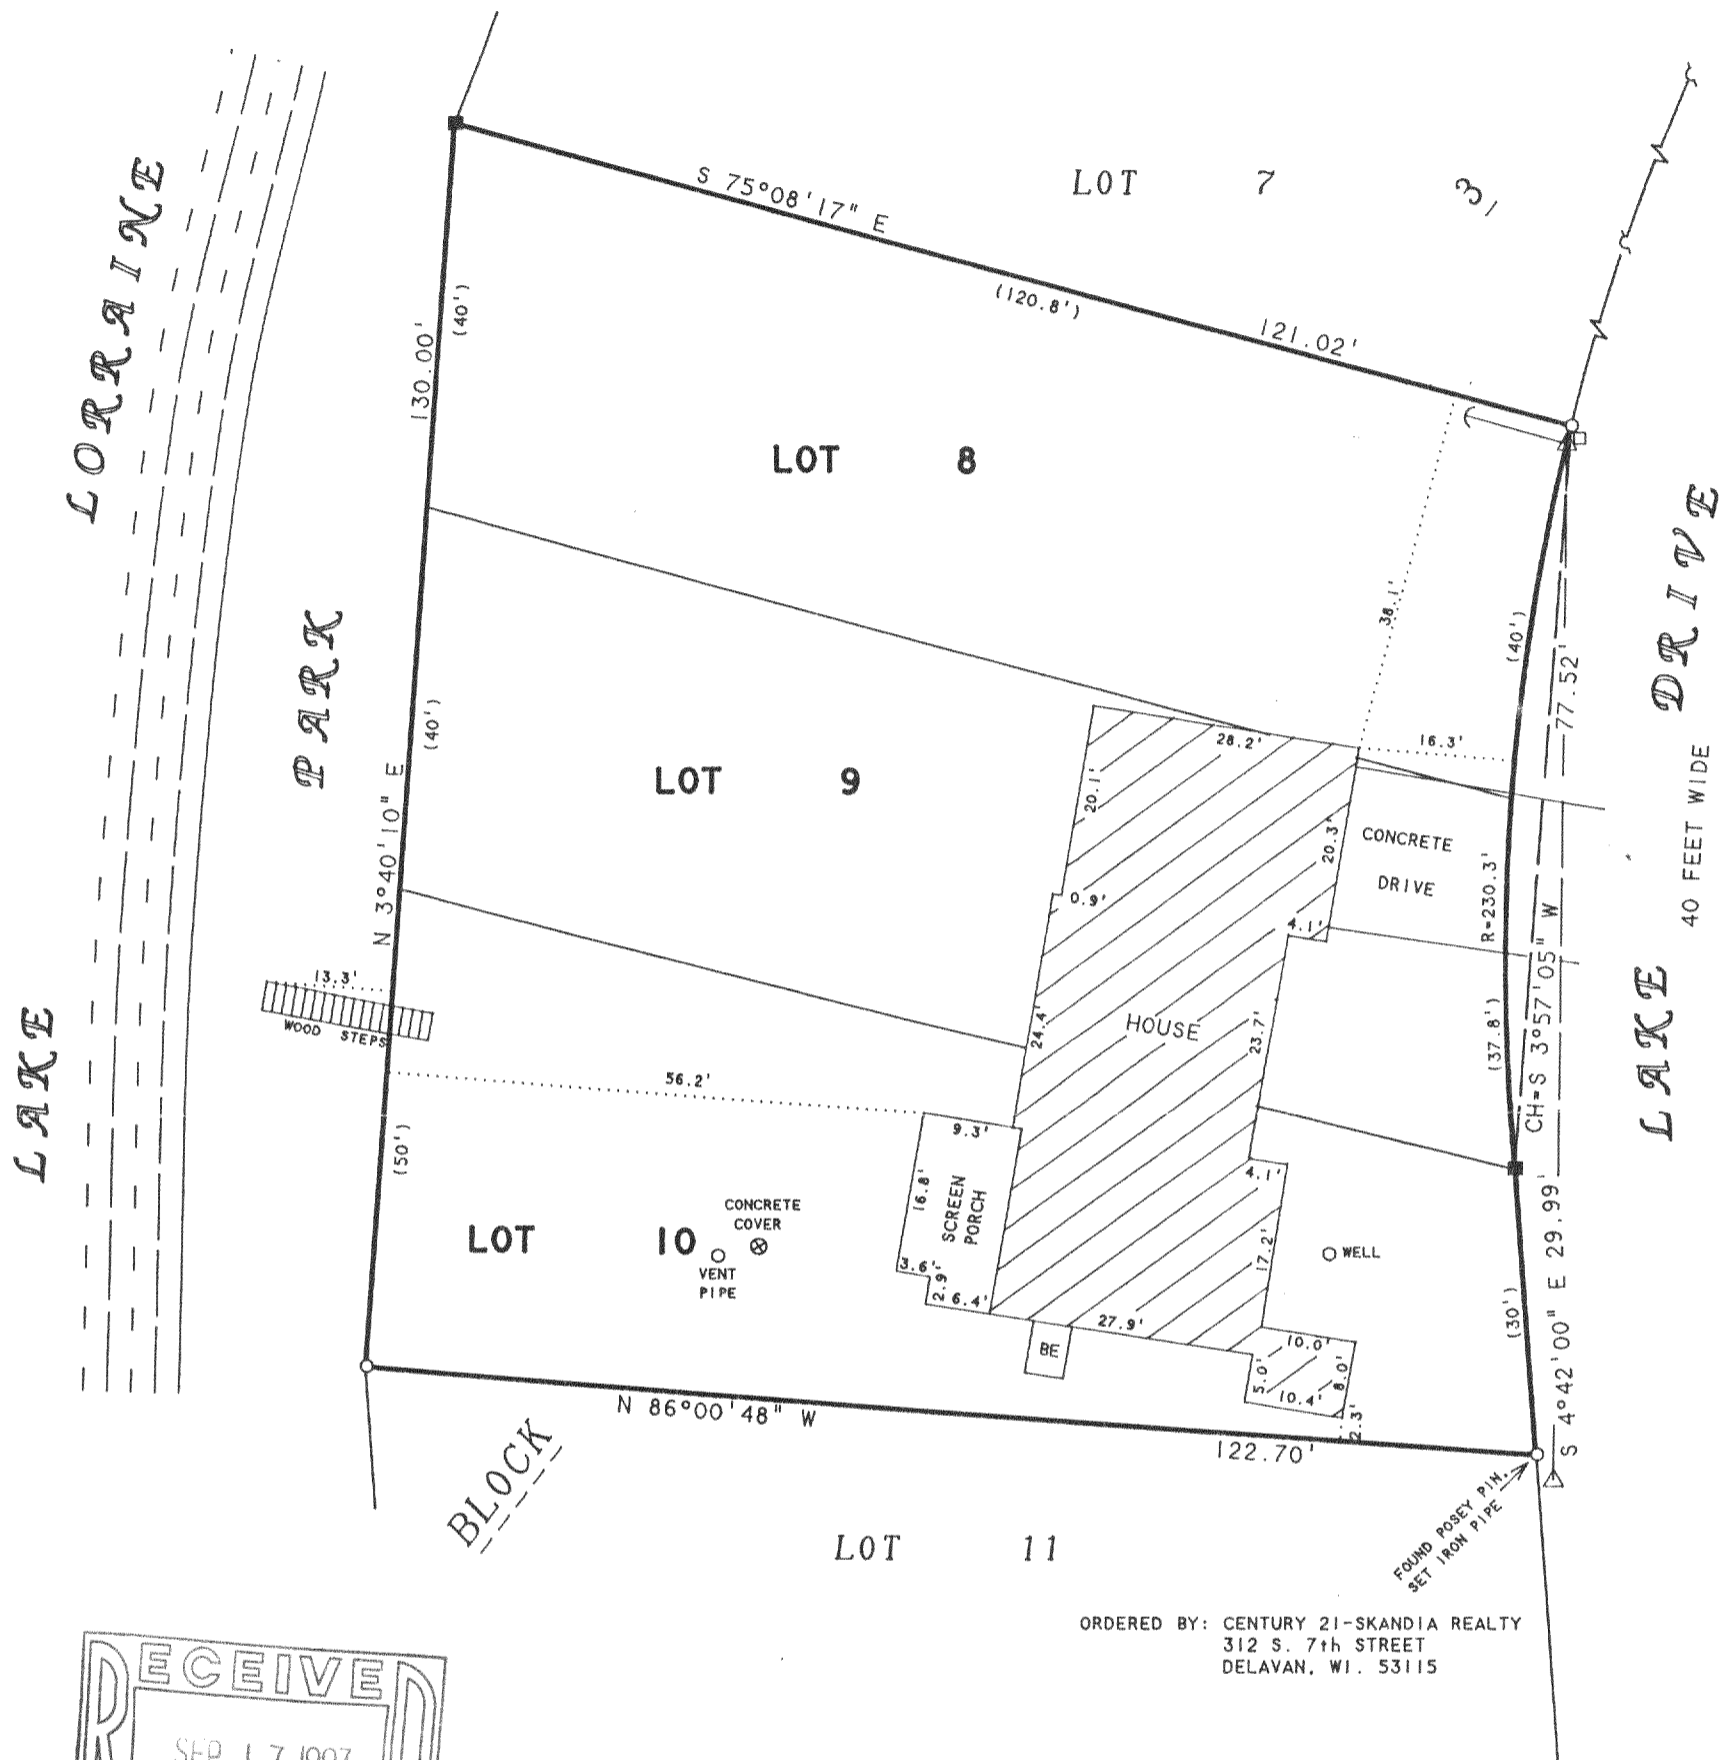 LAKE LORRAINE
PARK
LAKE DRIVE
40 FEET WIDE
LOT 7
31
S 75°08'17" E
(120.8')
121.02'
130.00'
(40')
LOT 8
38.1'
(40')
77.52'
N 3°40'10" E
(40')
LOT 9
28.2'
16.3'
20.1'
20.3'
CONCRETE
DRIVE
0.9'
4.1'
R=230.3'
(37.8')
CH=S 3°57'05" W
13.3'
WOOD STEPS
24.4'
HOUSE
23.7'
56.2'
(50')
9.3'
16.8'
SCREEN
PORCH
4.1'
17.2'
LOT 10
CONCRETE
COVER
VENT
PIPE
WELL
3.6'
2.9'
6.4'
27.9'
BE
10.0'
5.0'
8.0'
10.4'
2.3'
(30')
S 4°42'00" E 29.99'
N 86°00'48" W
122.70'
BLOCK
LOT 11
FOUND POSEY PIN,
SET IRON PIPE
ORDERED BY: CENTURY 21-SKANDIA REALTY
312 S. 7th STREET
DELAVAN, WI. 53115
RECEIVED
SEP 17 1997